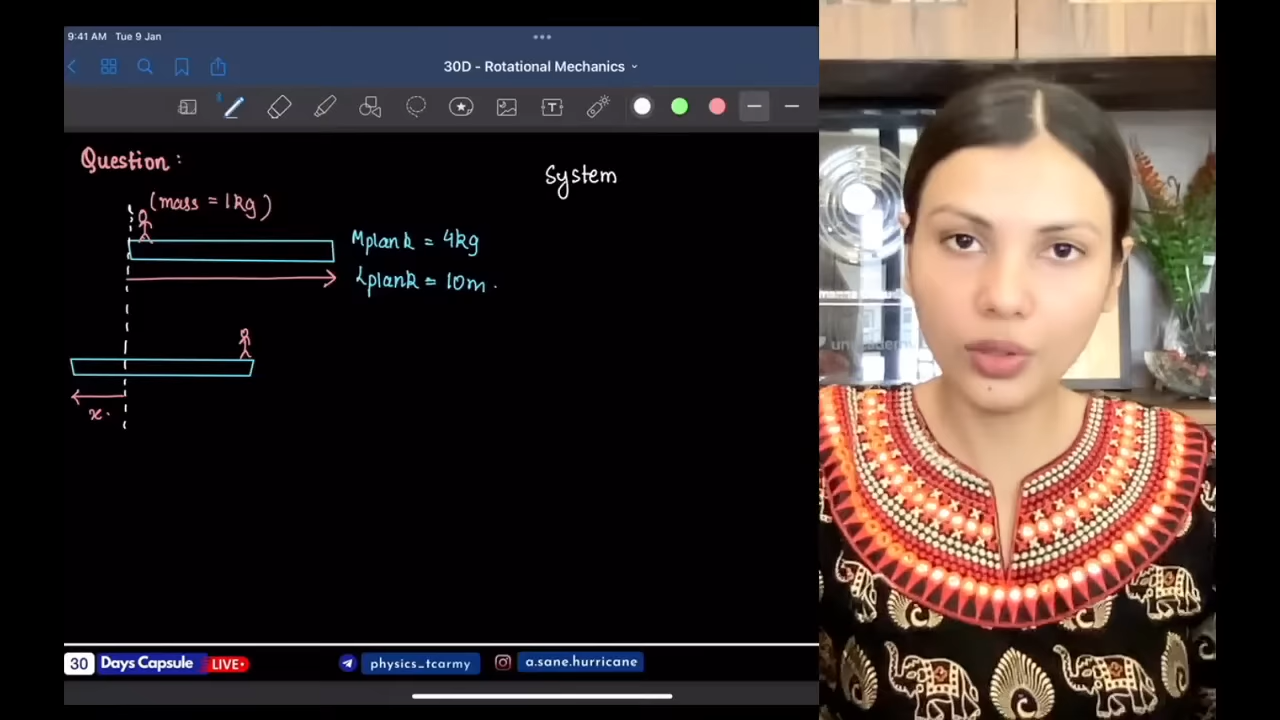 9:41 AM Tue 9 Jan
30D - Rotational Mechanics
Question:
System
(mass = 1kg)
Mplank = 4kg
Lplank = 10m.
x.
30 Days Capsule LIVE
physics_tcarmy
a.sane.hurricane